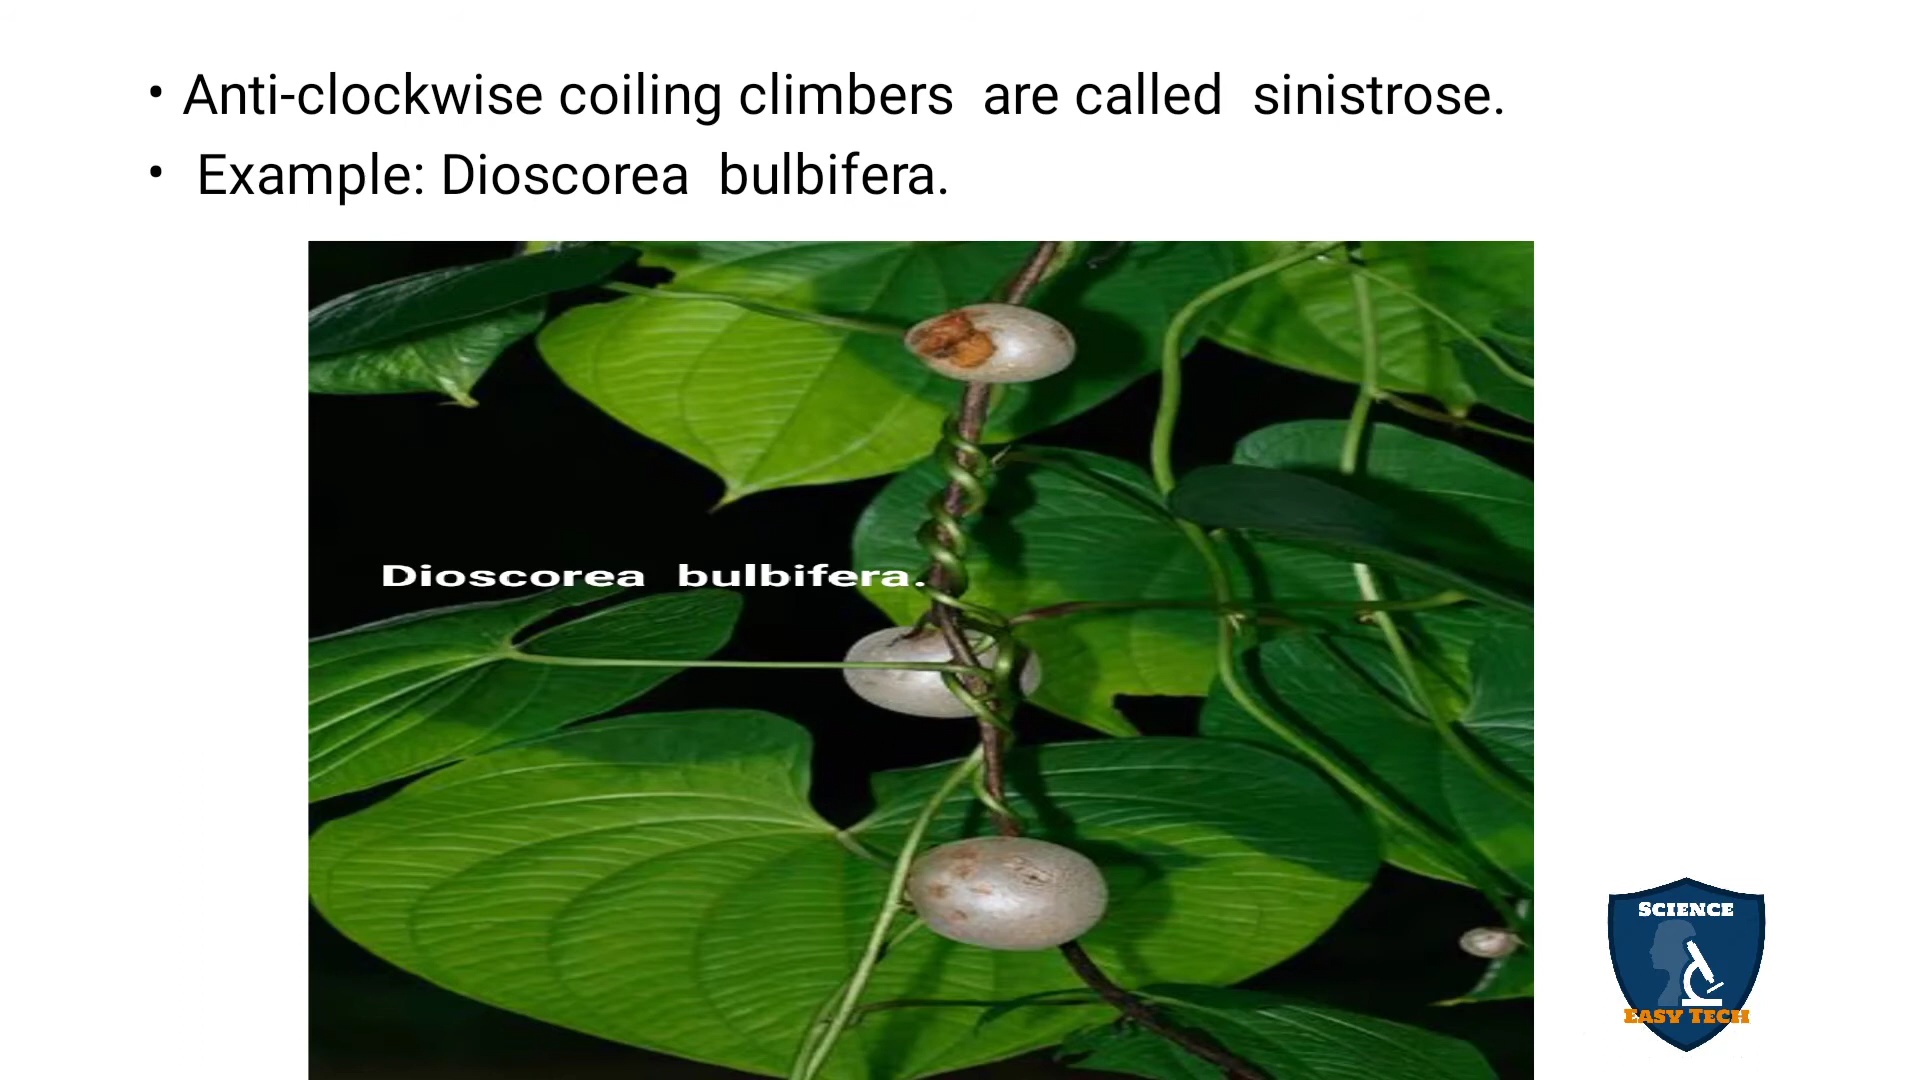 • Anti-clockwise coiling climbers are called sinistrose.
• Example: Dioscorea bulbifera.
Dioscorea bulbifera.
SCIENCE
EASY TECH